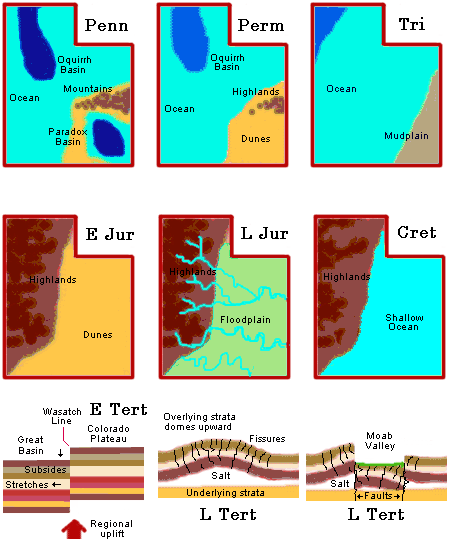 Penn
Oquirrh
Basin
Mountains
Ocean
Paradox
Basin
Perm
Oquirrh
Basin
Highlands
Ocean
Dunes
Tri
Ocean
Mudplain
E Jur
Highlands
Dunes
L Jur
Highlands
Floodplain
Cret
Highlands
Shallow
Ocean
E Tert
Wasatch
Line
Great
Basin
Colorado
Plateau
Subsides
Stretches
Regional
uplift
Overlying strata
domes upward
Fissures
Salt
Underlying strata
L Tert
Moab
Valley
Salt
Faults
L Tert